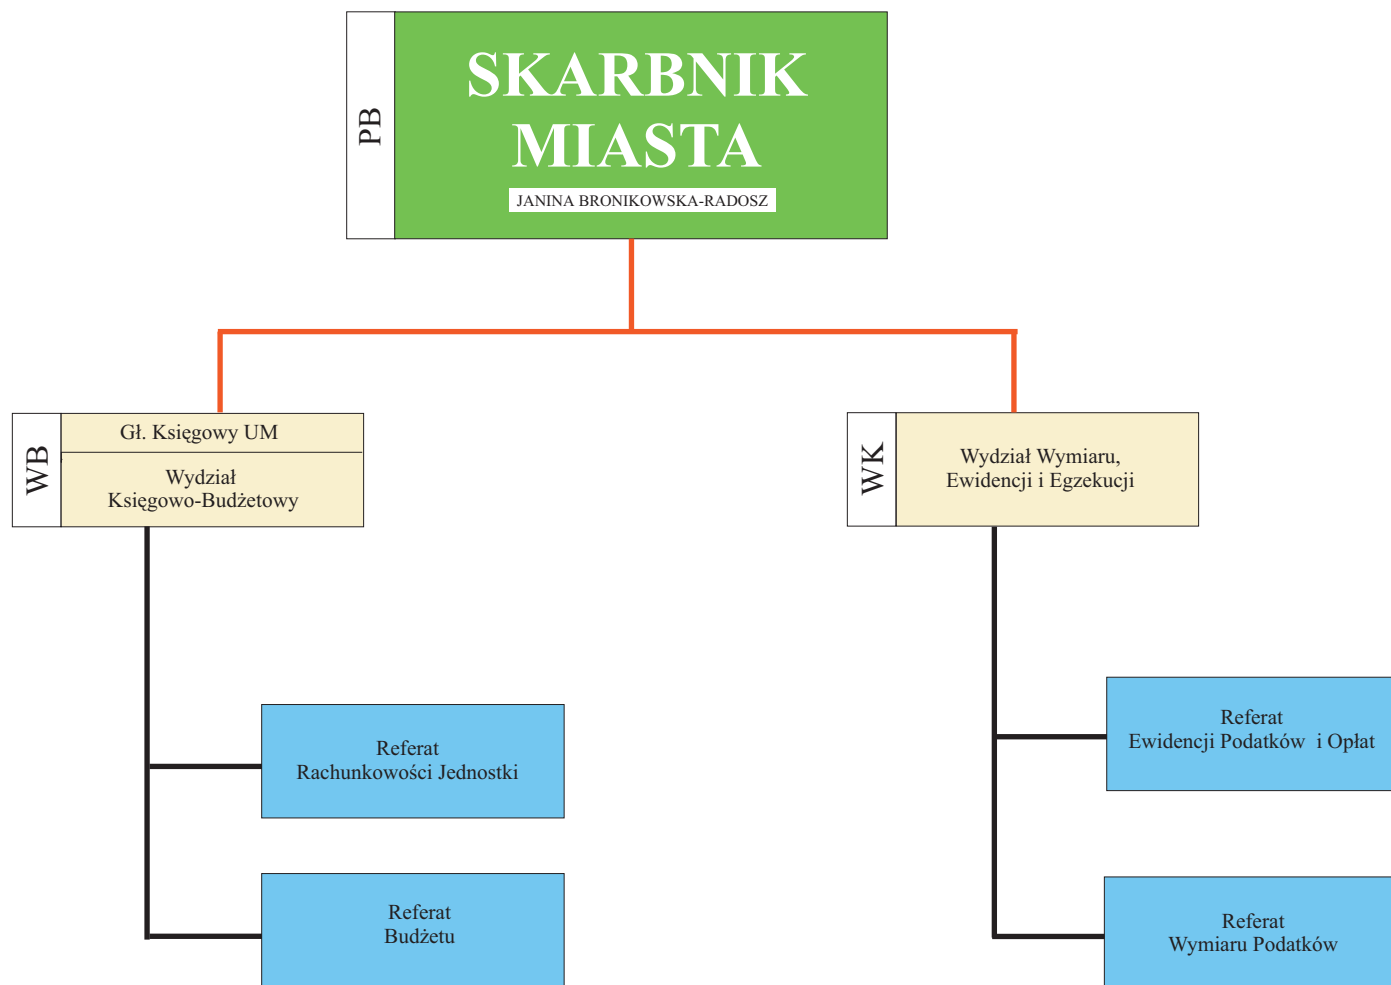 PB
SKARBNIK
MIASTA
JANINA BRONIKOWSKA-RADOSZ
WB
Gł. Księgowy UM
Wydział
Księgowo-Budżetowy
WK
Wydział Wymiaru,
Ewidencji i Egzekucji
Referat
Rachunkowości Jednostki
Referat
Budżetu
Referat
Ewidencji Podatków i Opłat
Referat
Wymiaru Podatków